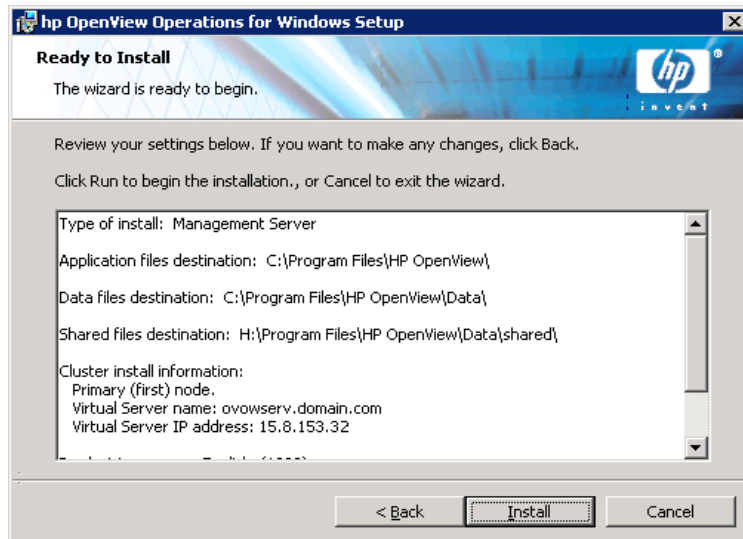 hp OpenView Operations for Windows Setup
Ready to Install
The wizard is ready to begin.
hp
®
invent
Review your settings below. If you want to make any changes, click Back.
Click Run to begin the installation., or Cancel to exit the wizard.
Type of install: Management Server
Application files destination: C:\Program Files\HP OpenView\
Data files destination: C:\Program Files\HP OpenView\Data\
Shared files destination: H:\Program Files\HP OpenView\Data\shared\
Cluster install information:
Primary (first) node.
Virtual Server name: ovowserv.domain.com
Virtual Server IP address: 15.8.153.32
< Back
Install
Cancel